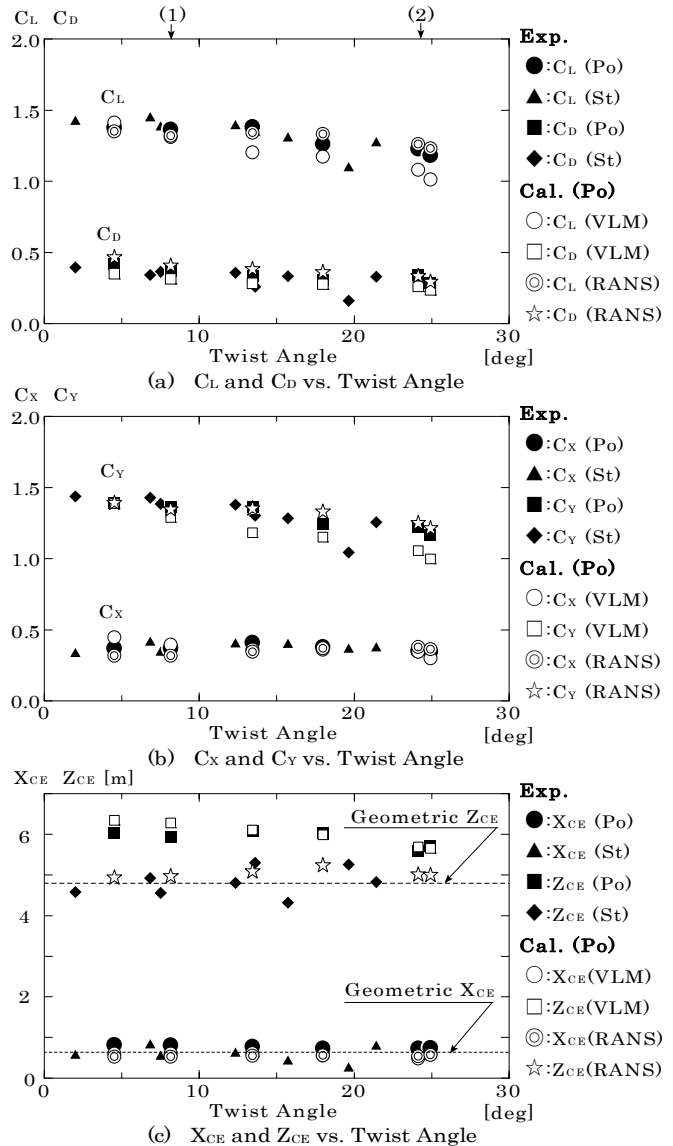 CL CD
(1)
(2)
2.0
1.5
1.0
0.5
0.0
CL
CD
0
10
20
30
Twist Angle
[deg]
(a) CL and CD vs. Twist Angle
Exp.
:CL (Po)
:CL (St)
:CD (Po)
:CD (St)
Cal. (Po)
:CL (VLM)
:CD (VLM)
:CL (RANS)
:CD (RANS)
CX CY
2.0
1.5
1.0
0.5
0.0
CY
CX
0
10
20
30
Twist Angle
[deg]
(b) CX and CY vs. Twist Angle
Exp.
:CX (Po)
:CX (St)
:CY (Po)
:CY (St)
Cal. (Po)
:CX (VLM)
:CY (VLM)
:CX (RANS)
:CY (RANS)
XCE ZCE [m]
6
4
2
0
Geometric ZCE
Geometric XCE
0
10
20
30
Twist Angle
[deg]
(c) XCE and ZCE vs. Twist Angle
Exp.
:XCE (Po)
:XCE (St)
:ZCE (Po)
:ZCE (St)
Cal. (Po)
:XCE(VLM)
:ZCE(VLM)
:XCE(RANS)
:ZCE(RANS)